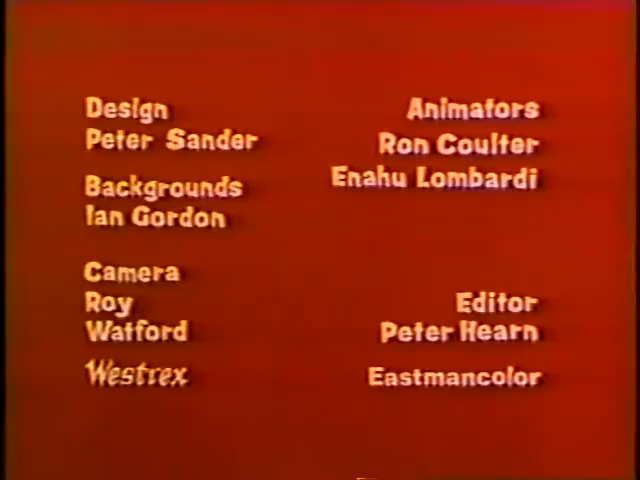 Design
Peter Sander
Backgrounds
Ian Gordon
Camera
Roy
Watford
Westrex
Animators
Ron Coulter
Enahu Lombardi
Editor
Peter Hearn
Eastmancolor